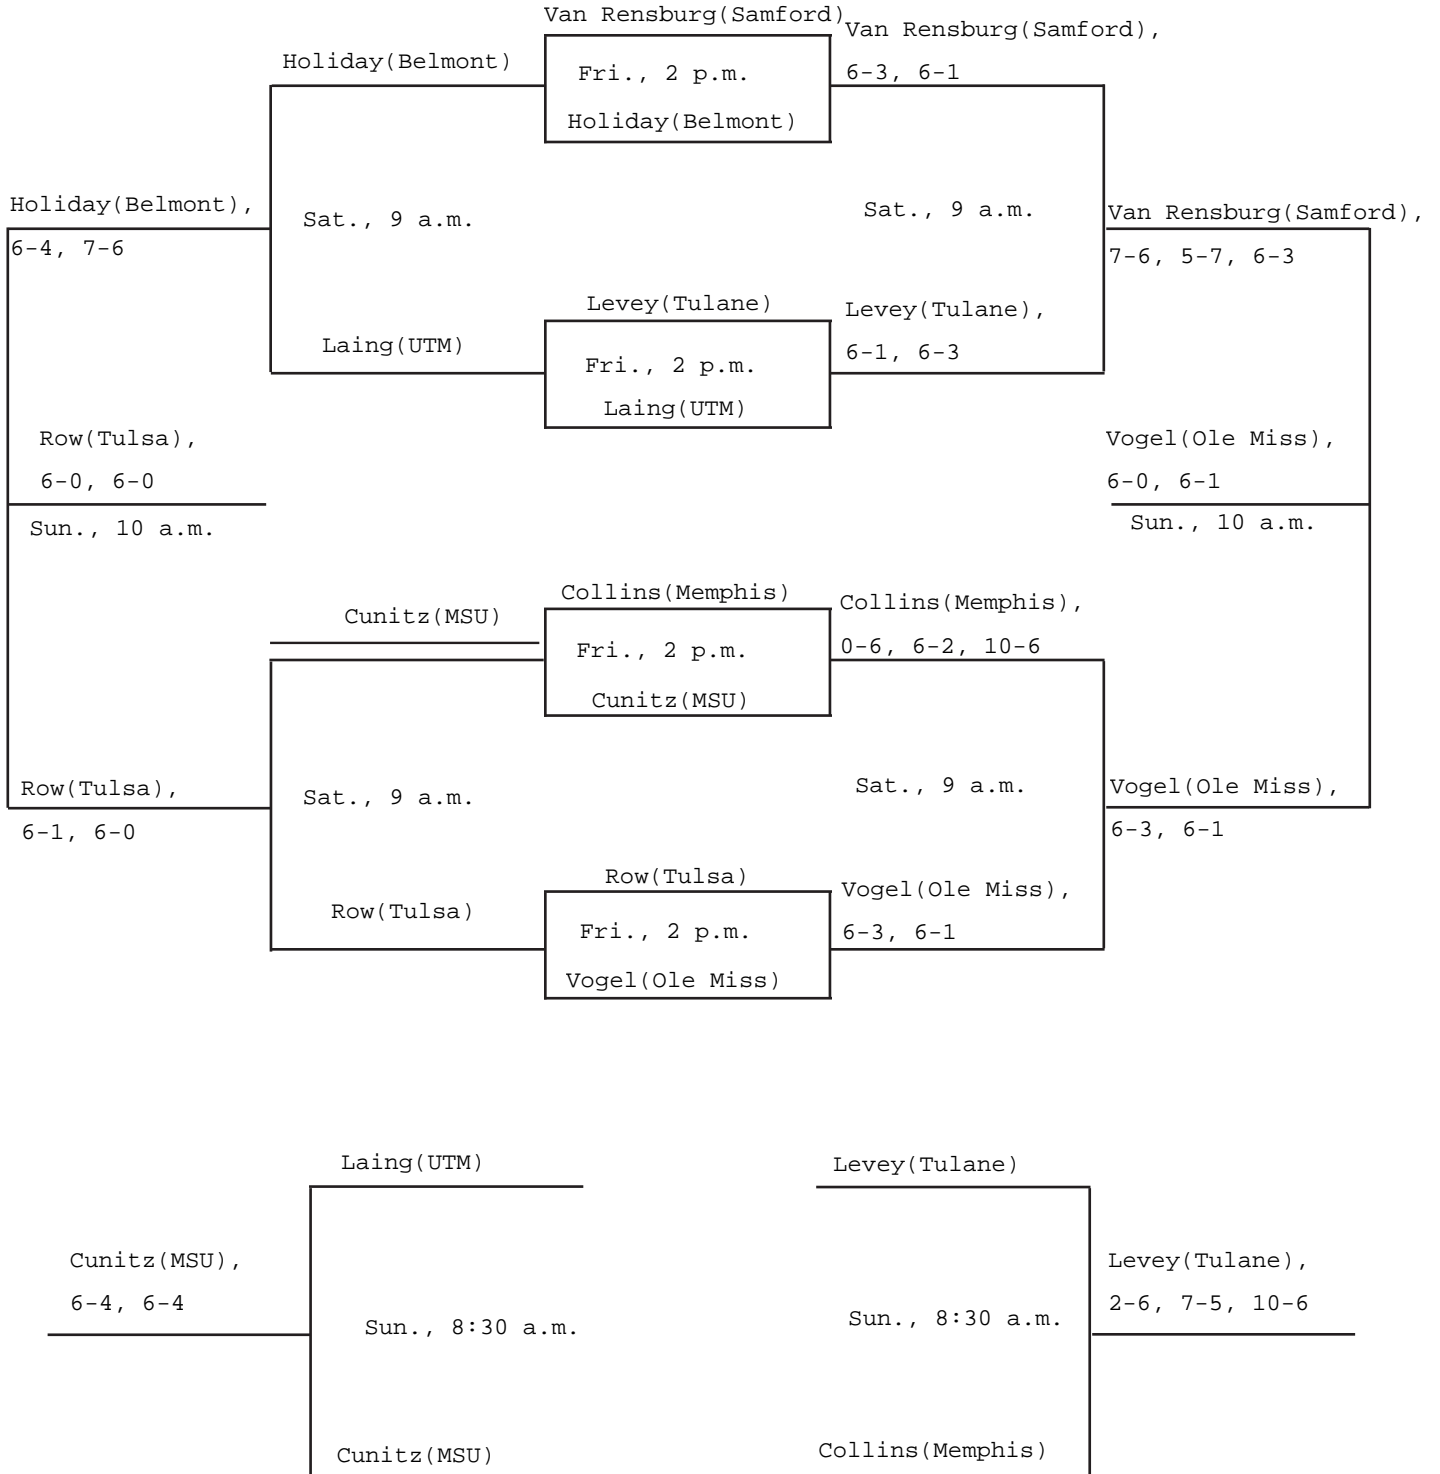 Van Rensburg(Samford)
Van Rensburg(Samford),
Holiday(Belmont)
Fri., 2 p.m.
6-3, 6-1
Holiday(Belmont)
Holiday(Belmont),
Sat., 9 a.m.
Sat., 9 a.m.
Van Rensburg(Samford),
6-4, 7-6
7-6, 5-7, 6-3
Levey(Tulane)
Levey(Tulane),
Laing(UTM)
Fri., 2 p.m.
6-1, 6-3
Laing(UTM)
Row(Tulsa),
Vogel(Ole Miss),
6-0, 6-0
6-0, 6-1
Sun., 10 a.m.
Sun., 10 a.m.
Collins(Memphis)
Collins(Memphis),
Cunitz(MSU)
Fri., 2 p.m.
0-6, 6-2, 10-6
Cunitz(MSU)
Row(Tulsa),
Sat., 9 a.m.
Sat., 9 a.m.
Vogel(Ole Miss),
6-1, 6-0
6-3, 6-1
Row(Tulsa)
Vogel(Ole Miss),
Row(Tulsa)
Fri., 2 p.m.
6-3, 6-1
Vogel(Ole Miss)
Laing(UTM)
Levey(Tulane)
Cunitz(MSU),
Levey(Tulane),
6-4, 6-4
2-6, 7-5, 10-6
Sun., 8:30 a.m.
Sun., 8:30 a.m.
Cunitz(MSU)
Collins(Memphis)